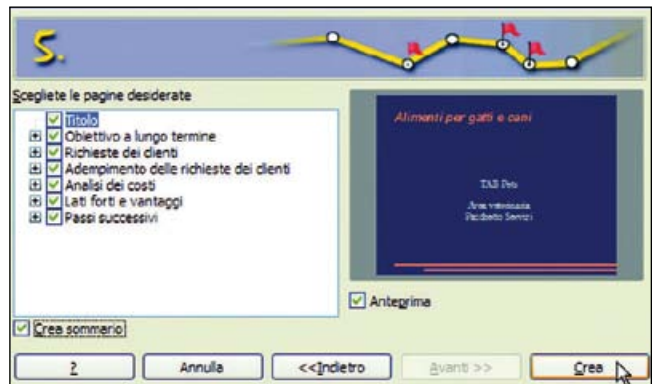 5.
Scegliete le pagine desiderate
Titolo
Obiettivo a lungo termine
Richieste dei clienti
Adempimento delle richieste dei clienti
Analisi dei costi
Lati forti e vantaggi
Passi successivi
Crea sommario
Alimenti per gatti e cani
TAB Pets
Area veterinaria
Pacchetto Servizi
Anteprima
? Annulla <<Indietro Avanti >> Crea